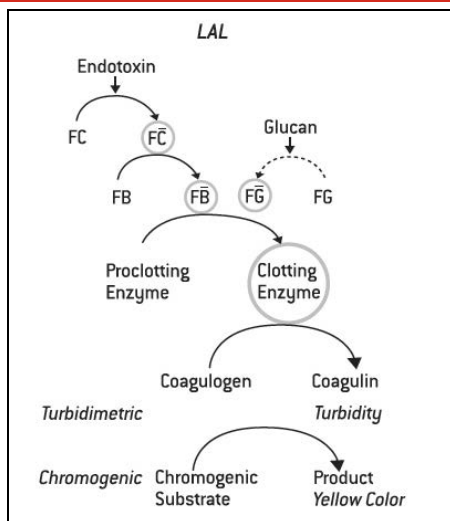 LAL
Endotoxin
FC
FC̄
Glucan
FB
FB̄
FḠ
FG
Proclotting
Enzyme
Clotting
Enzyme
Coagulogen
Coagulin
Turbidimetric
Turbidity
Chromogenic
Chromogenic
Substrate
Product
Yellow Color